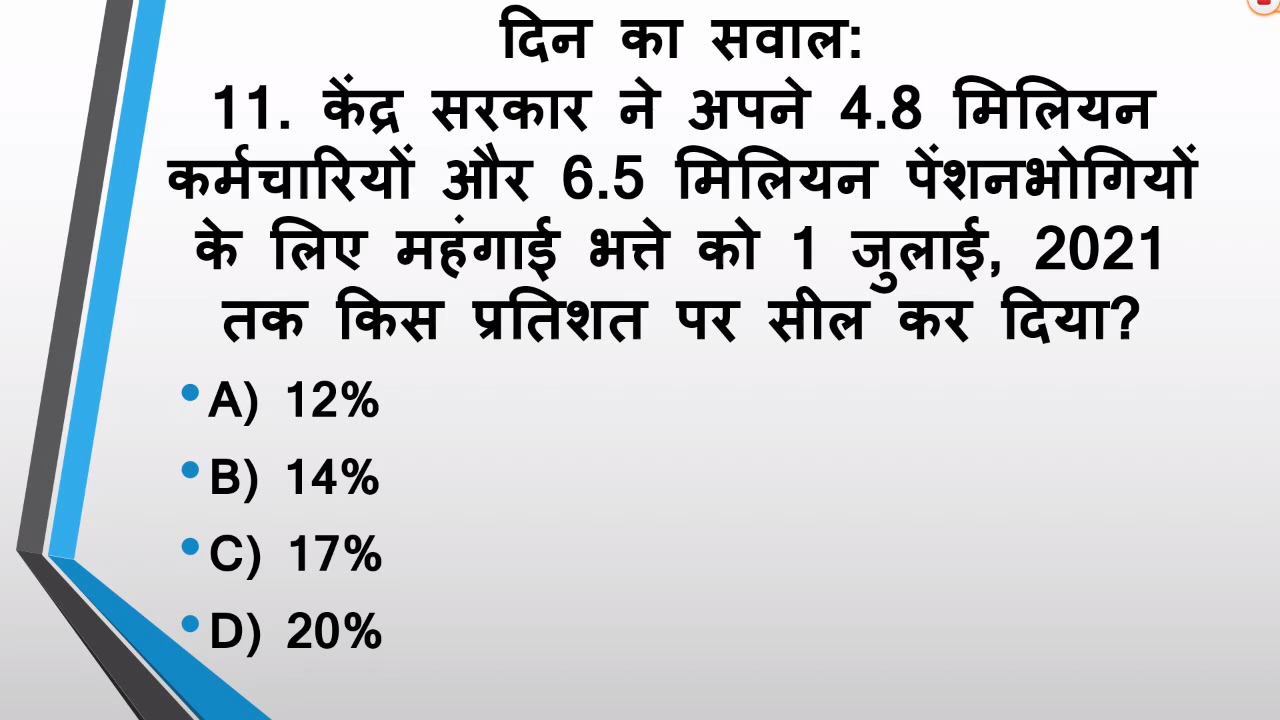 दिन का सवाल:
11. केंद्र सरकार ने अपने 4.8 मिलियन
कर्मचारियों और 6.5 मिलियन पेंशनभोगियों
के लिए महंगाई भत्ते को 1 जुलाई, 2021
तक किस प्रतिशत पर सील कर दिया?
A) 12%
B) 14%
C) 17%
D) 20%